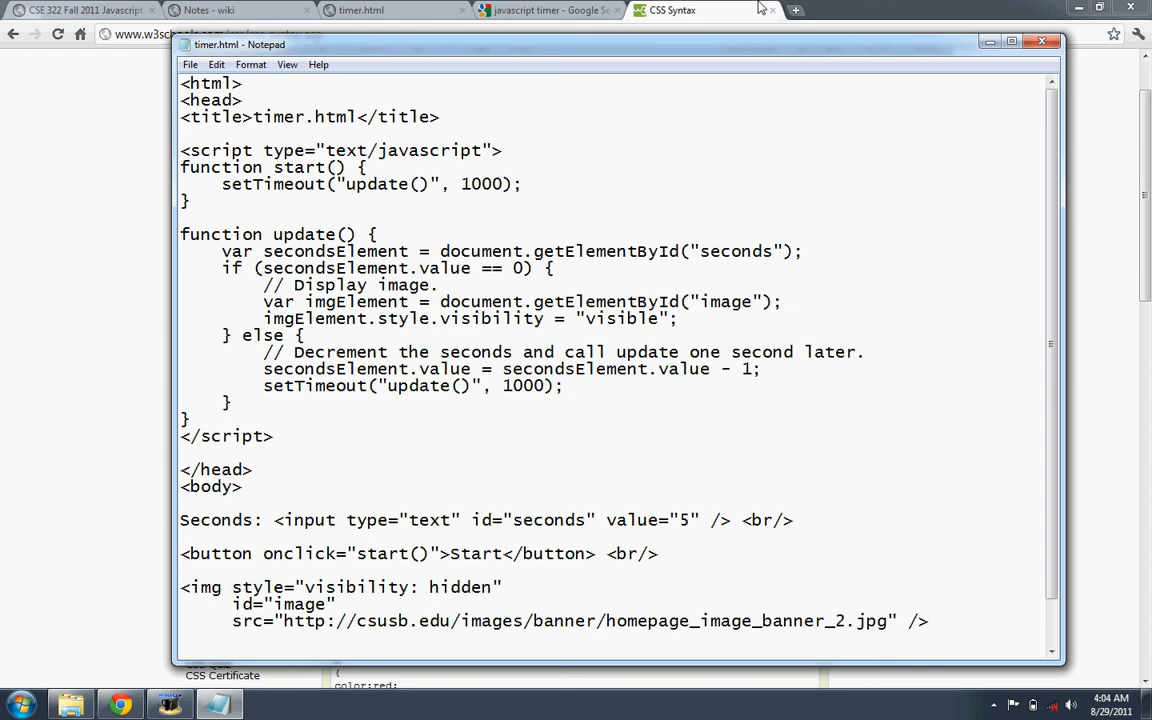 CSE 322 Fall 2011 Javascript
Notes - wiki
timer.html
javascript timer - Google Se
CSS Syntax
timer.html - Notepad
File Edit Format View Help
<html>
<head>
<title>timer.html</title>
<script type="text/javascript">
function start() {
setTimeout("update()", 1000);
}
function update() {
var secondsElement = document.getElementById("seconds");
if (secondsElement.value == 0) {
// Display image.
var imgElement = document.getElementById("image");
imgElement.style.visibility = "visible";
} else {
// Decrement the seconds and call update one second later.
secondsElement.value = secondsElement.value - 1;
setTimeout("update()", 1000);
}
}
</script>
</head>
<body>
Seconds: <input type="text" id="seconds" value="5" /> <br/>
<button onclick="start()">Start</button> <br/>
<img style="visibility: hidden"
id="image"
src="http://csusb.edu/images/banner/homepage_image_banner_2.jpg" />
CSS Certificate
{
color:red;
4:04 AM
8/29/2011